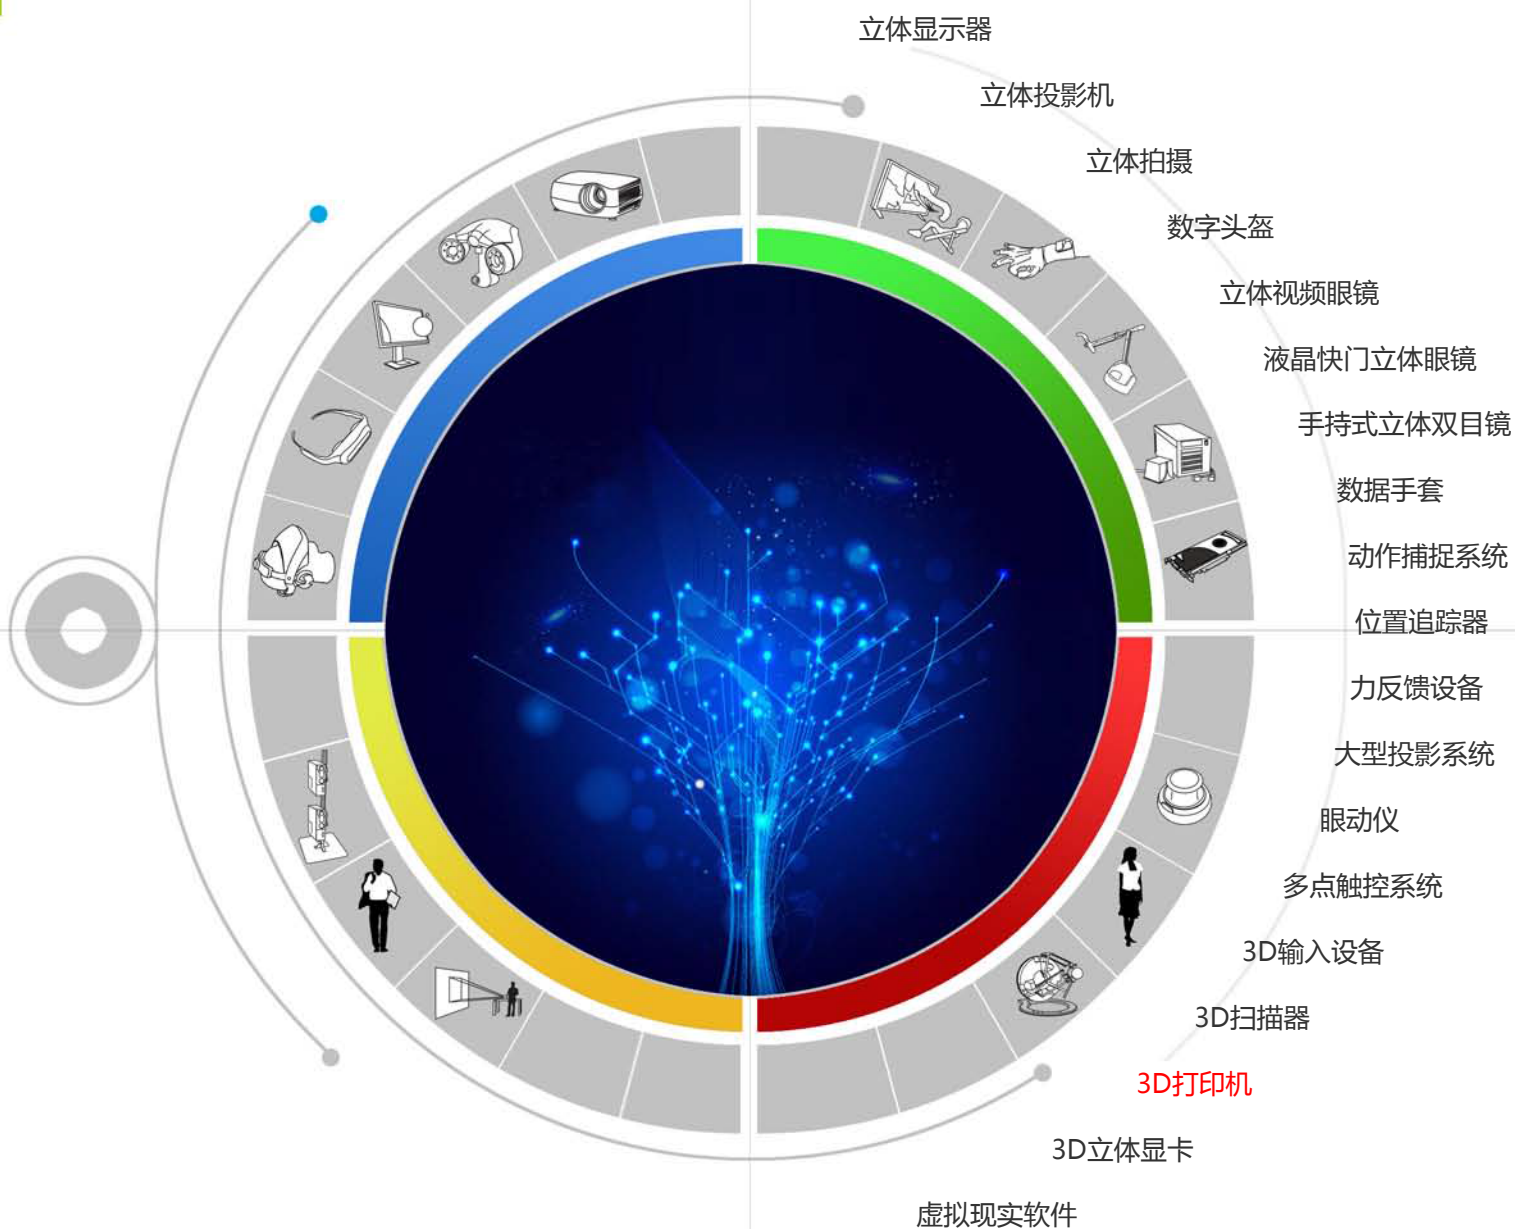 立体显示器
立体投影机
立体拍摄
数字头盔
立体视频眼镜
液晶快门立体眼镜
手持式立体双目镜
数据手套
动作捕捉系统
位置追踪器
力反馈设备
大型投影系统
眼动仪
多点触控系统
3D输入设备
3D扫描器
3D打印机
3D立体显卡
虚拟现实软件